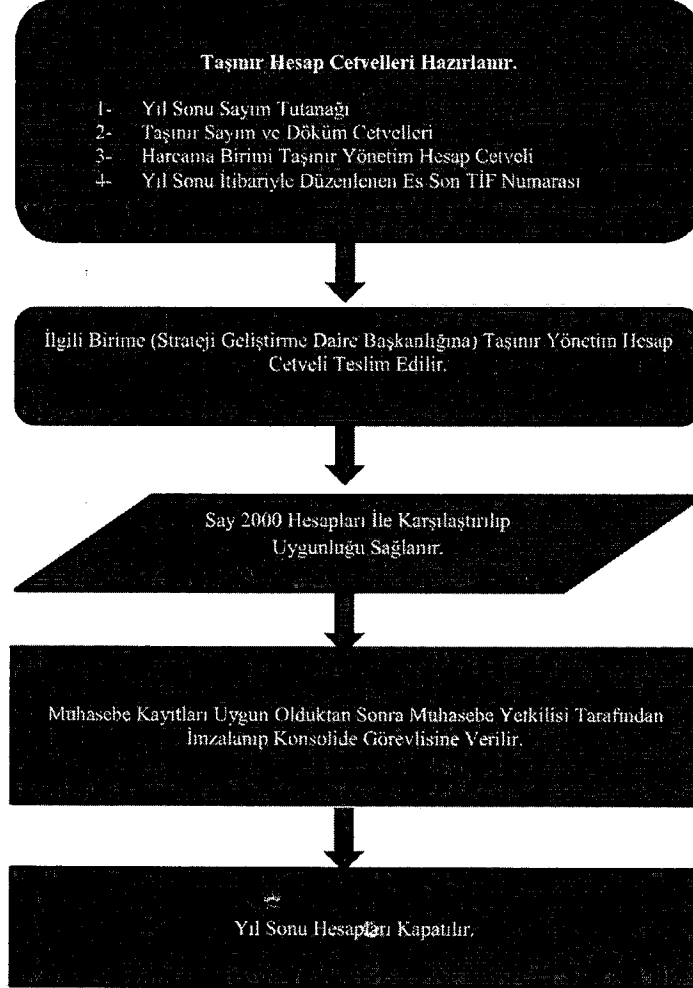 Taşınır Hesap Cetvelleri Hazırlanır.
1- Yıl Sonu Sayım Tutanağı
2- Taşınır Sayım ve Döküm Cetvelleri
3- Harcama Birimi Taşınır Yönetim Hesap Cetveli
4- Yıl Sonu İtibariyle Düzenlenen Es Son TİF Numarası
İlgili Birime (Strateji Geliştirme Daire Başkanlığına) Taşınır Yönetim Hesap
Cetveli Teslim Edilir.
Say 2000 Hesapları İle Karşılaştırılıp
Uygunluğu Sağlanır.
Muhasebe Kayıtları Uygun Olduktan Sonra Muhasebe Yetkilisi Tarafından
İmzalanıp Konsolide Görevlisine Verilir.
Yıl Sonu Hesapları Kapatılır.